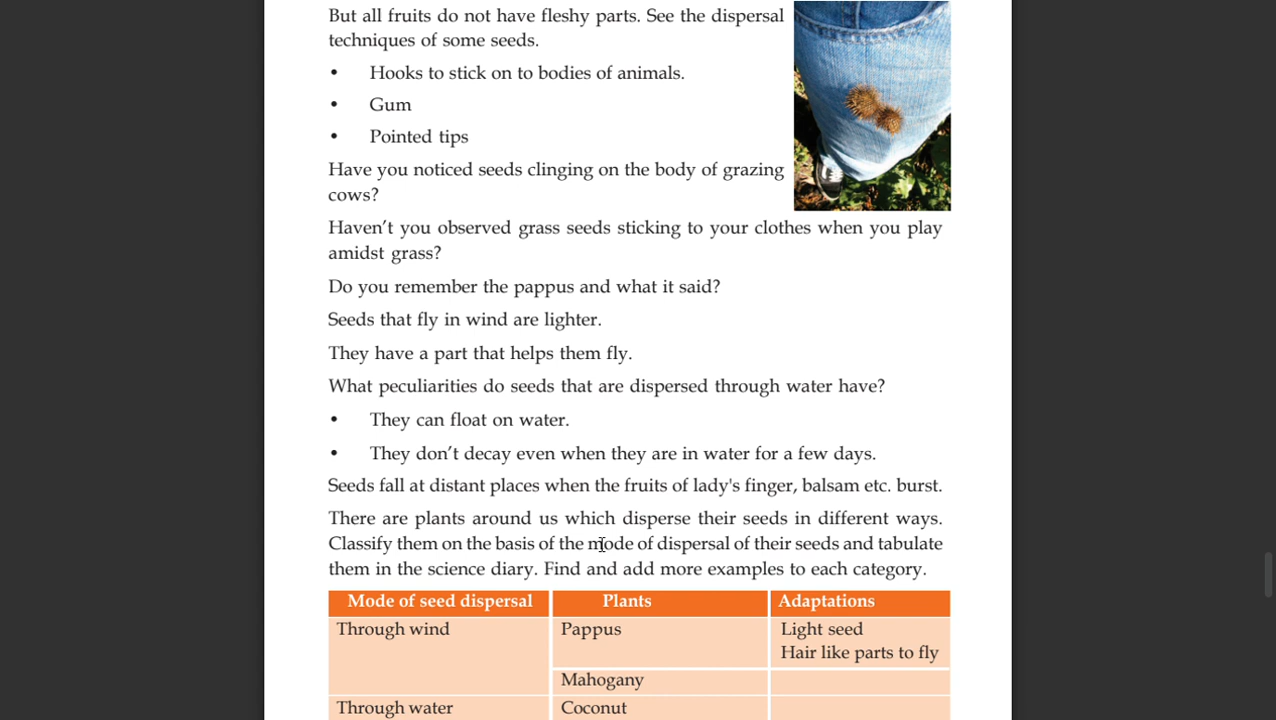 But all fruits do not have fleshy parts. See the dispersal
techniques of some seeds.
• Hooks to stick on to bodies of animals.
• Gum
• Pointed tips
Have you noticed seeds clinging on the body of grazing
cows?
Haven't you observed grass seeds sticking to your clothes when you play
amidst grass?
Do you remember the pappus and what it said?
Seeds that fly in wind are lighter.
They have a part that helps them fly.
What peculiarities do seeds that are dispersed through water have?
• They can float on water.
• They don't decay even when they are in water for a few days.
Seeds fall at distant places when the fruits of lady's finger, balsam etc. burst.
There are plants around us which disperse their seeds in different ways.
Classify them on the basis of the mode of dispersal of their seeds and tabulate
them in the science diary. Find and add more examples to each category.
Mode of seed dispersal Plants Adaptations
Through wind Pappus Light seed
Hair like parts to fly
Mahogany
Through water Coconut